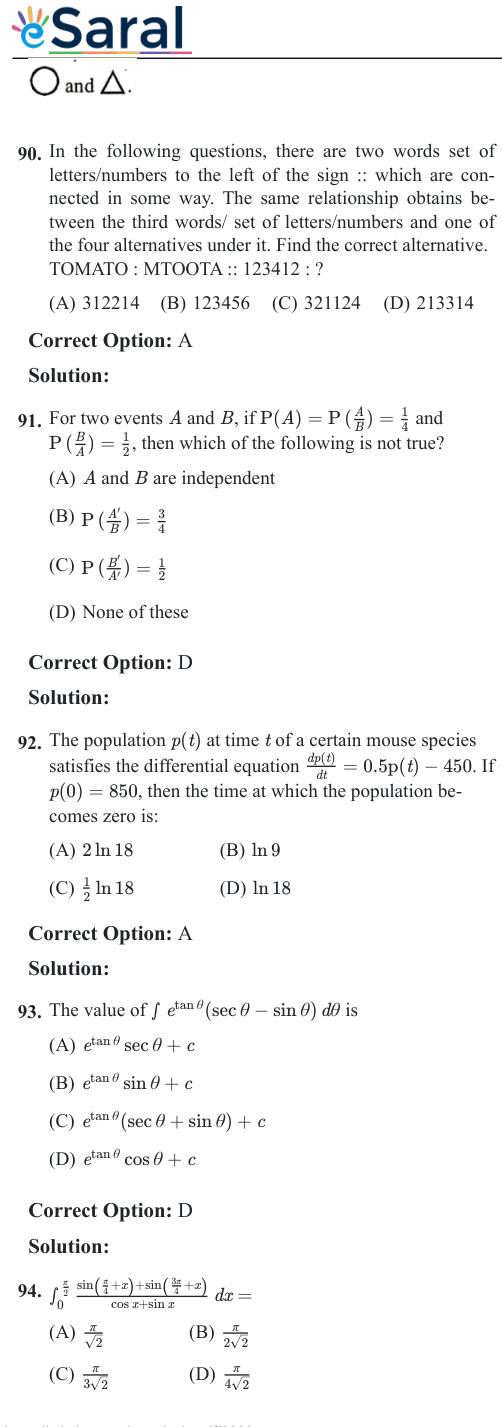 eSaral
○ and △.
90. In the following questions, there are two words set of
letters/numbers to the left of the sign :: which are con-
nected in some way. The same relationship obtains be-
tween the third words/ set of letters/numbers and one of
the four alternatives under it. Find the correct alternative.
TOMATO : MTOOTA :: 123412 : ?
(A) 312214 (B) 123456 (C) 321124 (D) 213314
Correct Option: A
Solution:
91. For two events A and B, if P(A) = P(A/B) = 1/4 and
P(B/A) = 1/2, then which of the following is not true?
(A) A and B are independent
(B) P(A′/B) = 3/4
(C) P(B′/A′) = 1/2
(D) None of these
Correct Option: D
Solution:
92. The population p(t) at time t of a certain mouse species
satisfies the differential equation dp(t)/dt = 0.5p(t) − 450. If
p(0) = 850, then the time at which the population be-
comes zero is:
(A) 2 ln 18 (B) ln 9
(C) 1/2 ln 18 (D) ln 18
Correct Option: A
Solution:
93. The value of ∫ e^(tan θ)(sec θ − sin θ) dθ is
(A) e^(tan θ) sec θ + c
(B) e^(tan θ) sin θ + c
(C) e^(tan θ)(sec θ + sin θ) + c
(D) e^(tan θ) cos θ + c
Correct Option: D
Solution:
94. ∫_0^(π/2) (sin(π/4+x)+sin(3π/4+x))/(cos x+sin x) dx =
(A) π/√2 (B) π/2√2
(C) π/3√2 (D) π/4√2